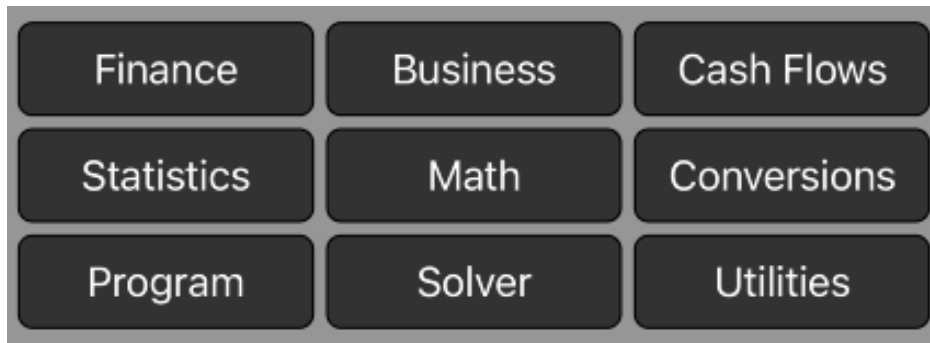 Finance Business Cash Flows
Statistics Math Conversions
Program Solver Utilities